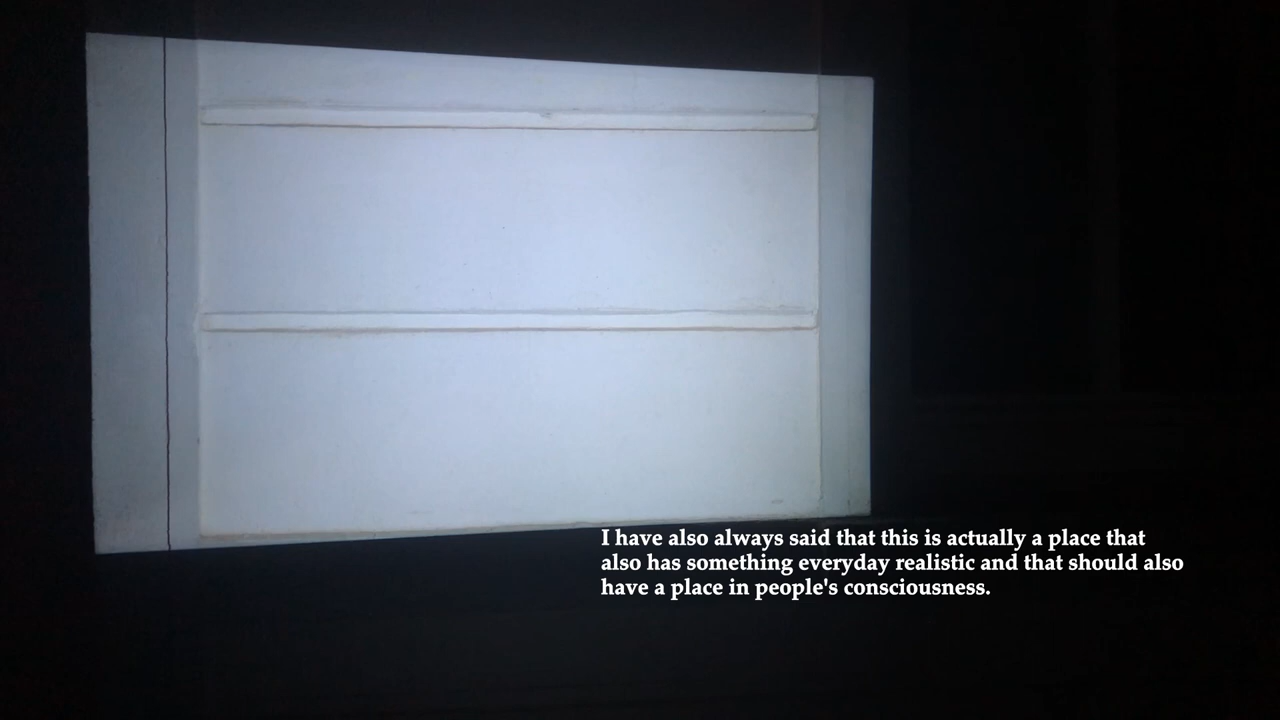 I have also always said that this is actually a place that
also has something everyday realistic and that should also
have a place in people's consciousness.